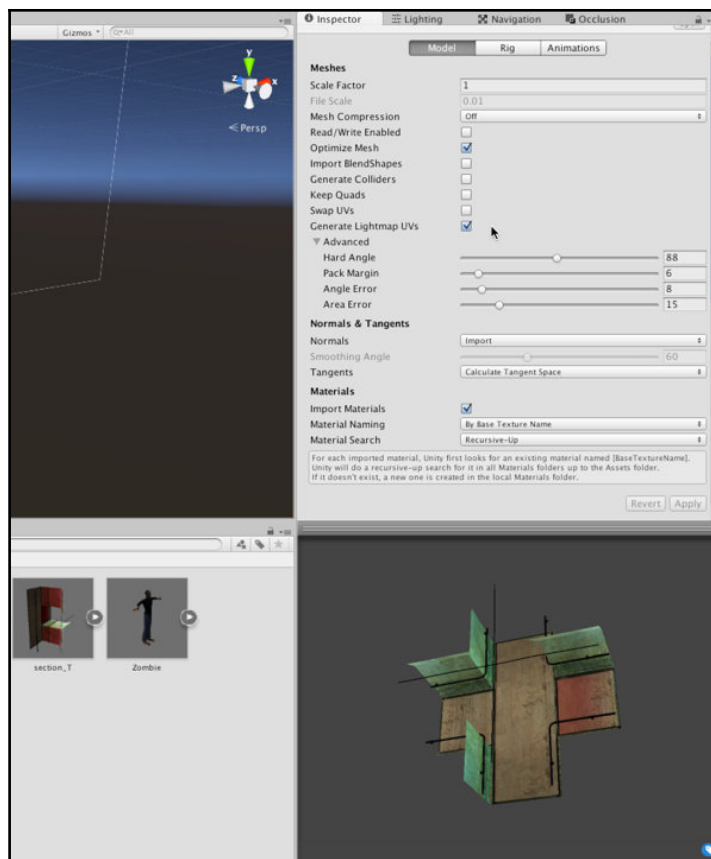 Inspector Lighting Navigation Occlusion
Gizmos All
Model Rig Animations
y
z x
Persp
Meshes
Scale Factor 1
File Scale 0.01
Mesh Compression Off
Read/Write Enabled
Optimize Mesh
Import BlendShapes
Generate Colliders
Keep Quads
Swap UVs
Generate Lightmap UVs
Advanced
Hard Angle 88
Pack Margin 6
Angle Error 8
Area Error 15
Normals & Tangents
Normals Import
Smoothing Angle 60
Tangents Calculate Tangent Space
Materials
Import Materials
Material Naming By Base Texture Name
Material Search Recursive-Up
For each imported material, Unity first looks for an existing material named [BaseTextureName].
Unity will do a recursive-up search for it in all Materials folders up to the Assets folder.
If it doesn't exist, a new one is created in the local Materials folder.
Revert Apply
section_T Zombie